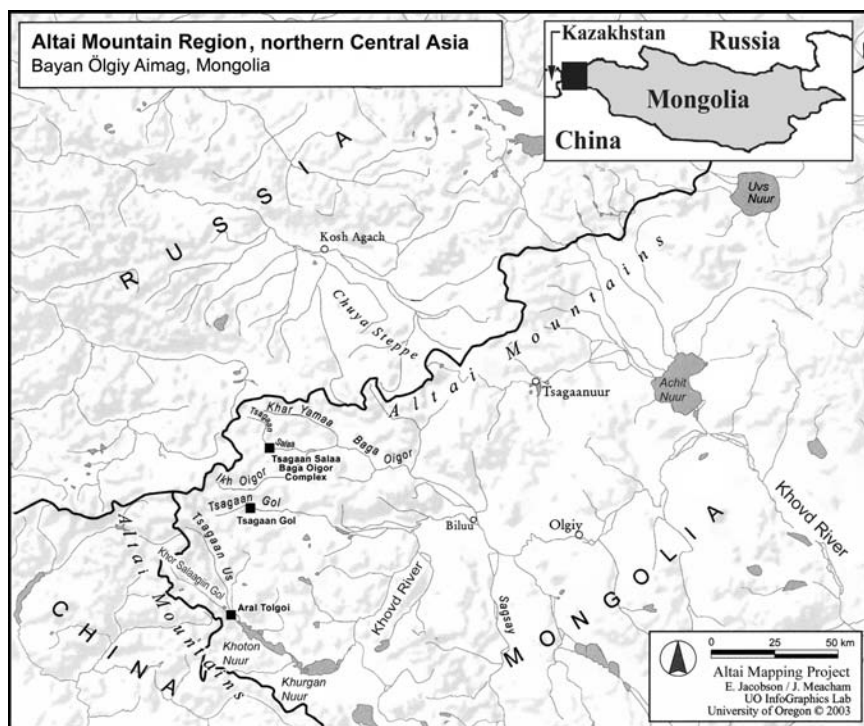 Altai Mountain Region, northern Central Asia
Bayan Ölgiy Aimag, Mongolia
Kazakhstan
Russia
Mongolia
China
Uvs
Nuur
RUSSIA
Kosh Agach
Chuya Steppe
Altai Mountains
Tsagaanuur
Achit
Nuur
Khar Yamaa
Tsagaan
Salaa
Baga Oigor
Tsagaan Salaa
Baga Oigor
Complex
Ikh Oigor
Tsagaan Gol
Tsagaan Gol
Tsagaan Us
Biluu
Olgiy
Khovd River
Khovd River
Sagsay
MONGOLIA
Altai Mountains
Khor Salaagiin Gol
CHINA
Aral Tolgoi
Khoton
Nuur
Khurgan
Nuur
0 25 50 km
Altai Mapping Project
E. Jacobson / J. Meacham
UO InfoGraphics Lab
University of Oregon © 2003